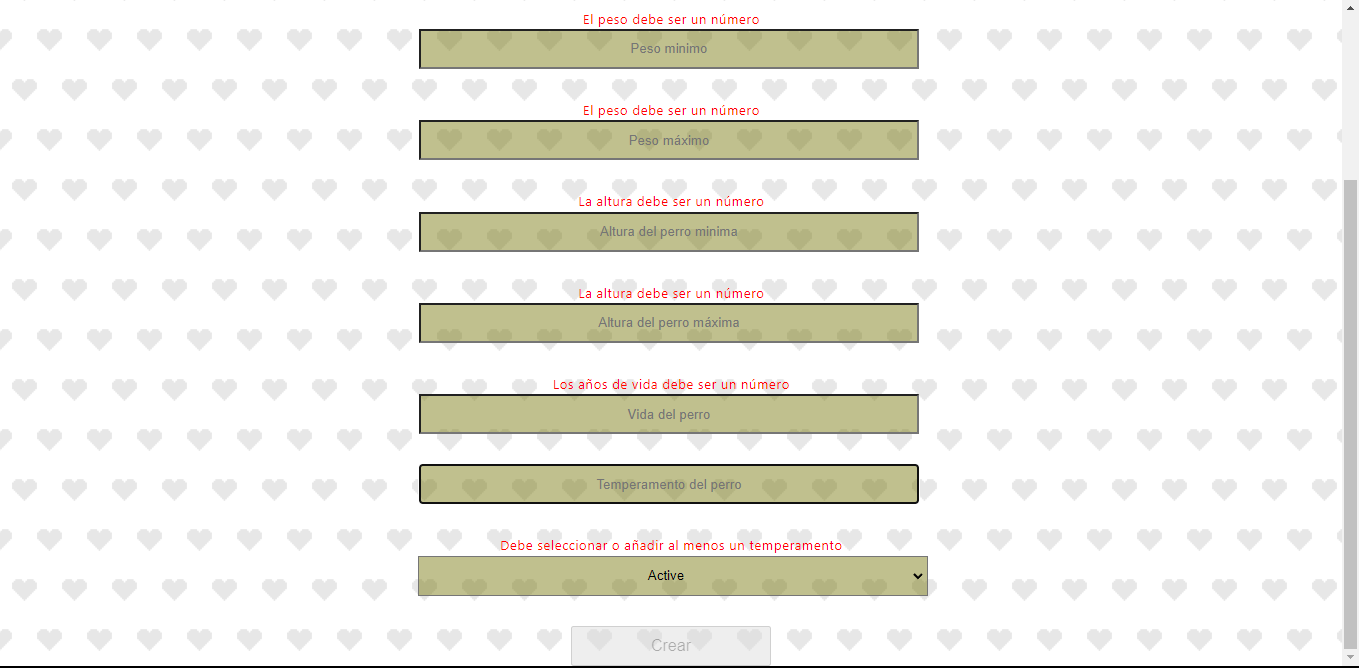 El peso debe ser un número
Peso minimo
El peso debe ser un número
Peso máximo
La altura debe ser un número
Altura del perro minima
La altura debe ser un número
Altura del perro máxima
Los años de vida debe ser un número
Vida del perro
Temperamento del perro
Debe seleccionar o añadir al menos un temperamento
Active
Crear